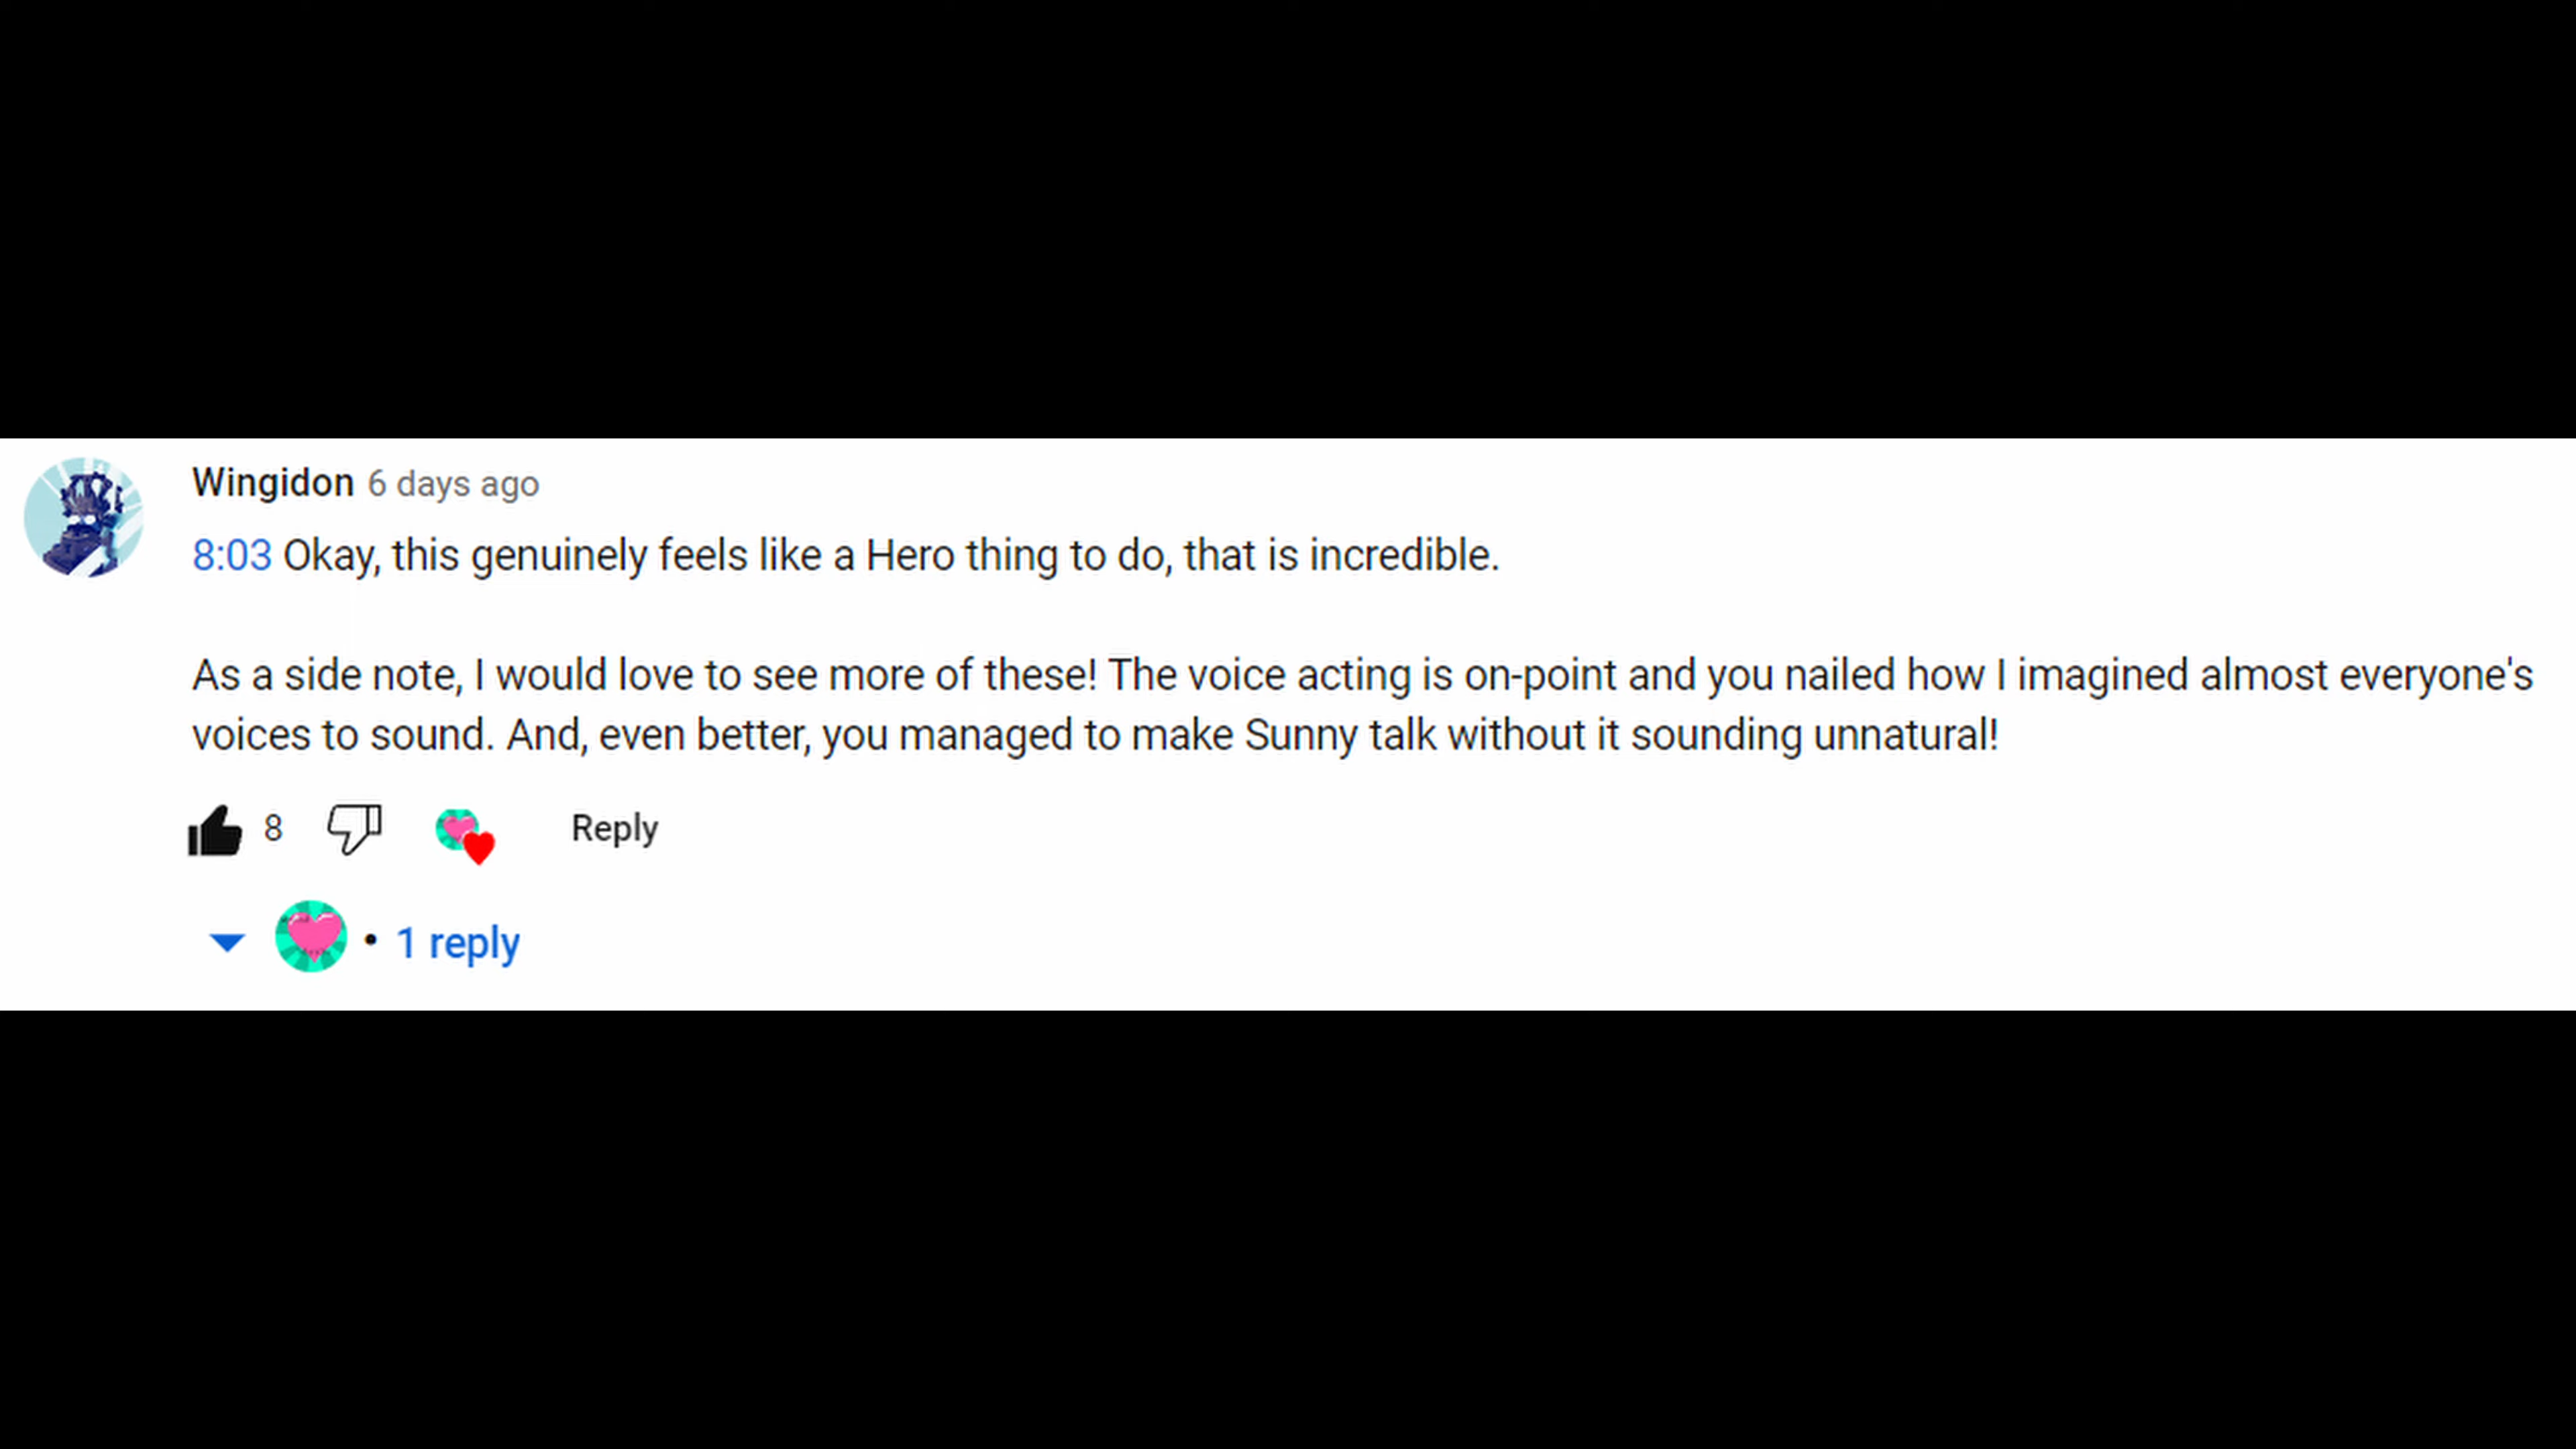 Wingidon 6 days ago
8:03 Okay, this genuinely feels like a Hero thing to do, that is incredible.
As a side note, I would love to see more of these! The voice acting is on-point and you nailed how I imagined almost everyone's
voices to sound. And, even better, you managed to make Sunny talk without it sounding unnatural!
8 Reply
• 1 reply